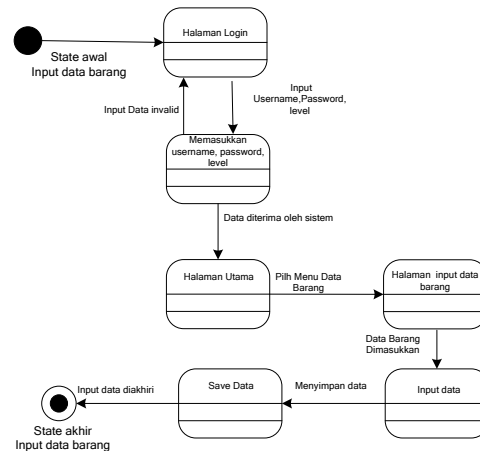 Halaman Login
State awal
Input data barang
Input
Username,Password,
level
Input Data invalid
Memasukkan
username, password,
level
Data diterima oleh sistem
Halaman Utama
Pilh Menu Data
Barang
Halaman input data
barang
Data Barang
Dimasukkan
Input data diakhiri
Save Data
Menyimpan data
Input data
State akhir
Input data barang